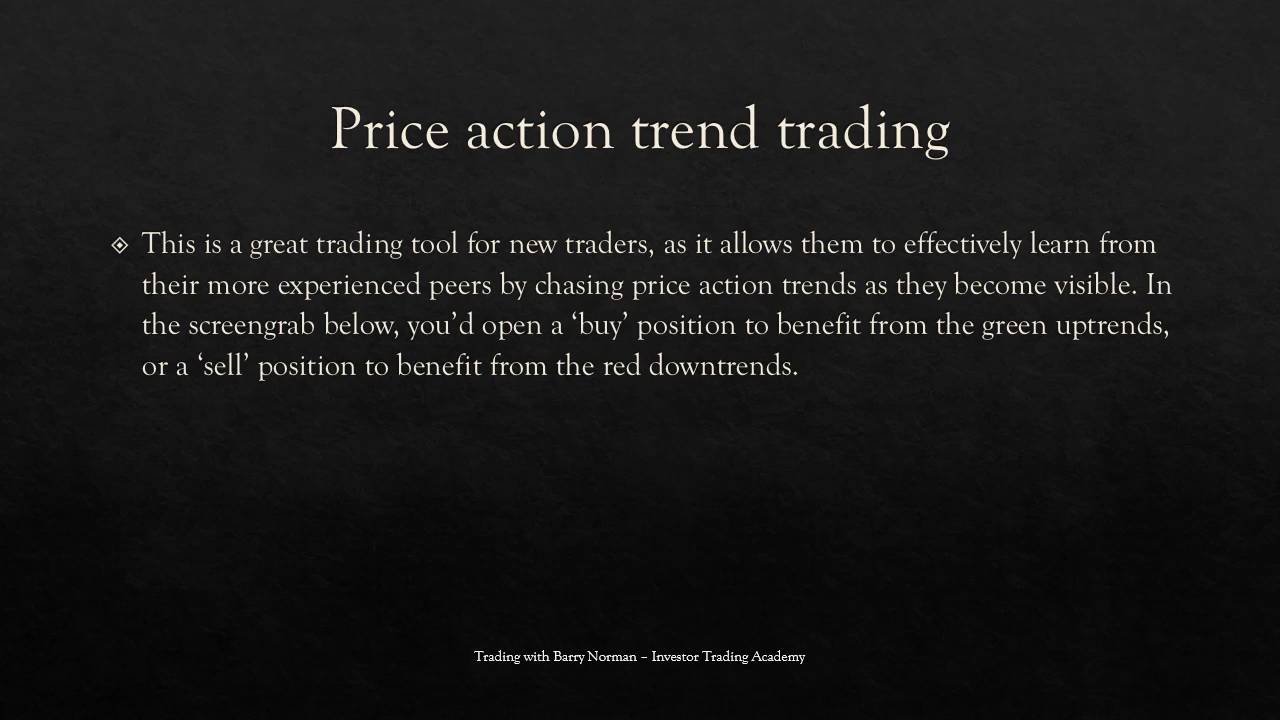 Price action trend trading
This is a great trading tool for new traders, as it allows them to effectively learn from
their more experienced peers by chasing price action trends as they become visible. In
the screengrab below, you’d open a ‘buy’ position to benefit from the green uptrends,
or a ‘sell’ position to benefit from the red downtrends.
Trading with Barry Norman – Investor Trading Academy